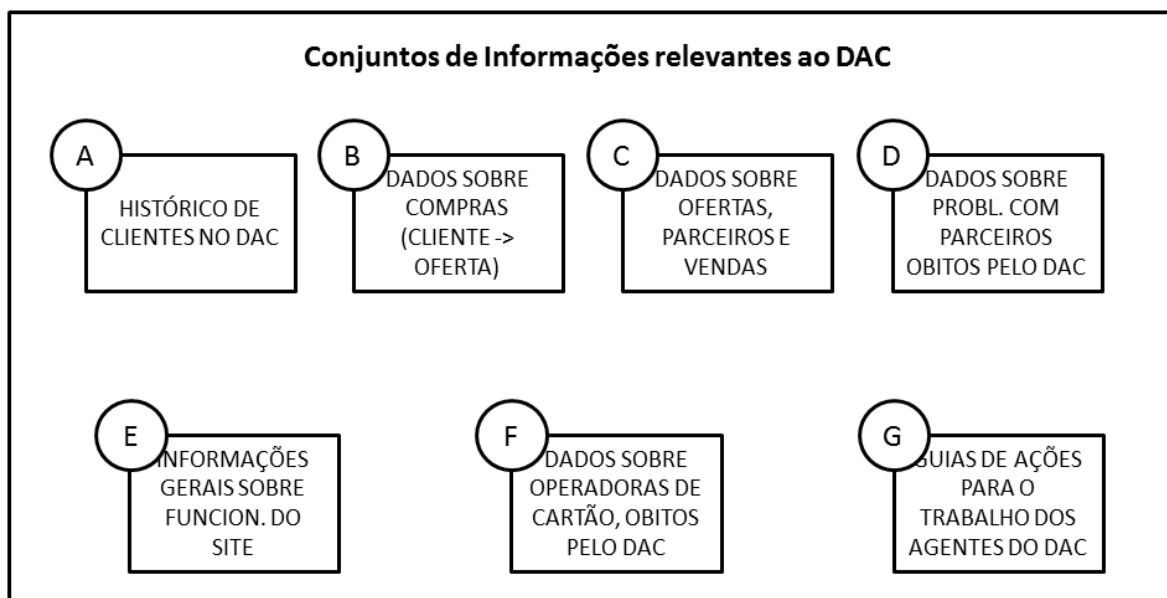 Conjuntos de Informações relevantes ao DAC
A
HISTÓRICO DE
CLIENTES NO DAC
B
DADOS SOBRE
COMPRAS
(CLIENTE ->
OFERTA)
C
DADOS SOBRE
OFERTAS,
PARCEIROS E
VENDAS
D
DADOS SOBRE
PROBL. COM
PARCEIROS
OBITOS PELO DAC
E
INFORMAÇÕES
GERAIS SOBRE
FUNCION. DO
SITE
F
DADOS SOBRE
OPERADORAS DE
CARTÃO, OBITOS
PELO DAC
G
GUIAS DE AÇÕES
PARA O
TRABALHO DOS
AGENTES DO DAC